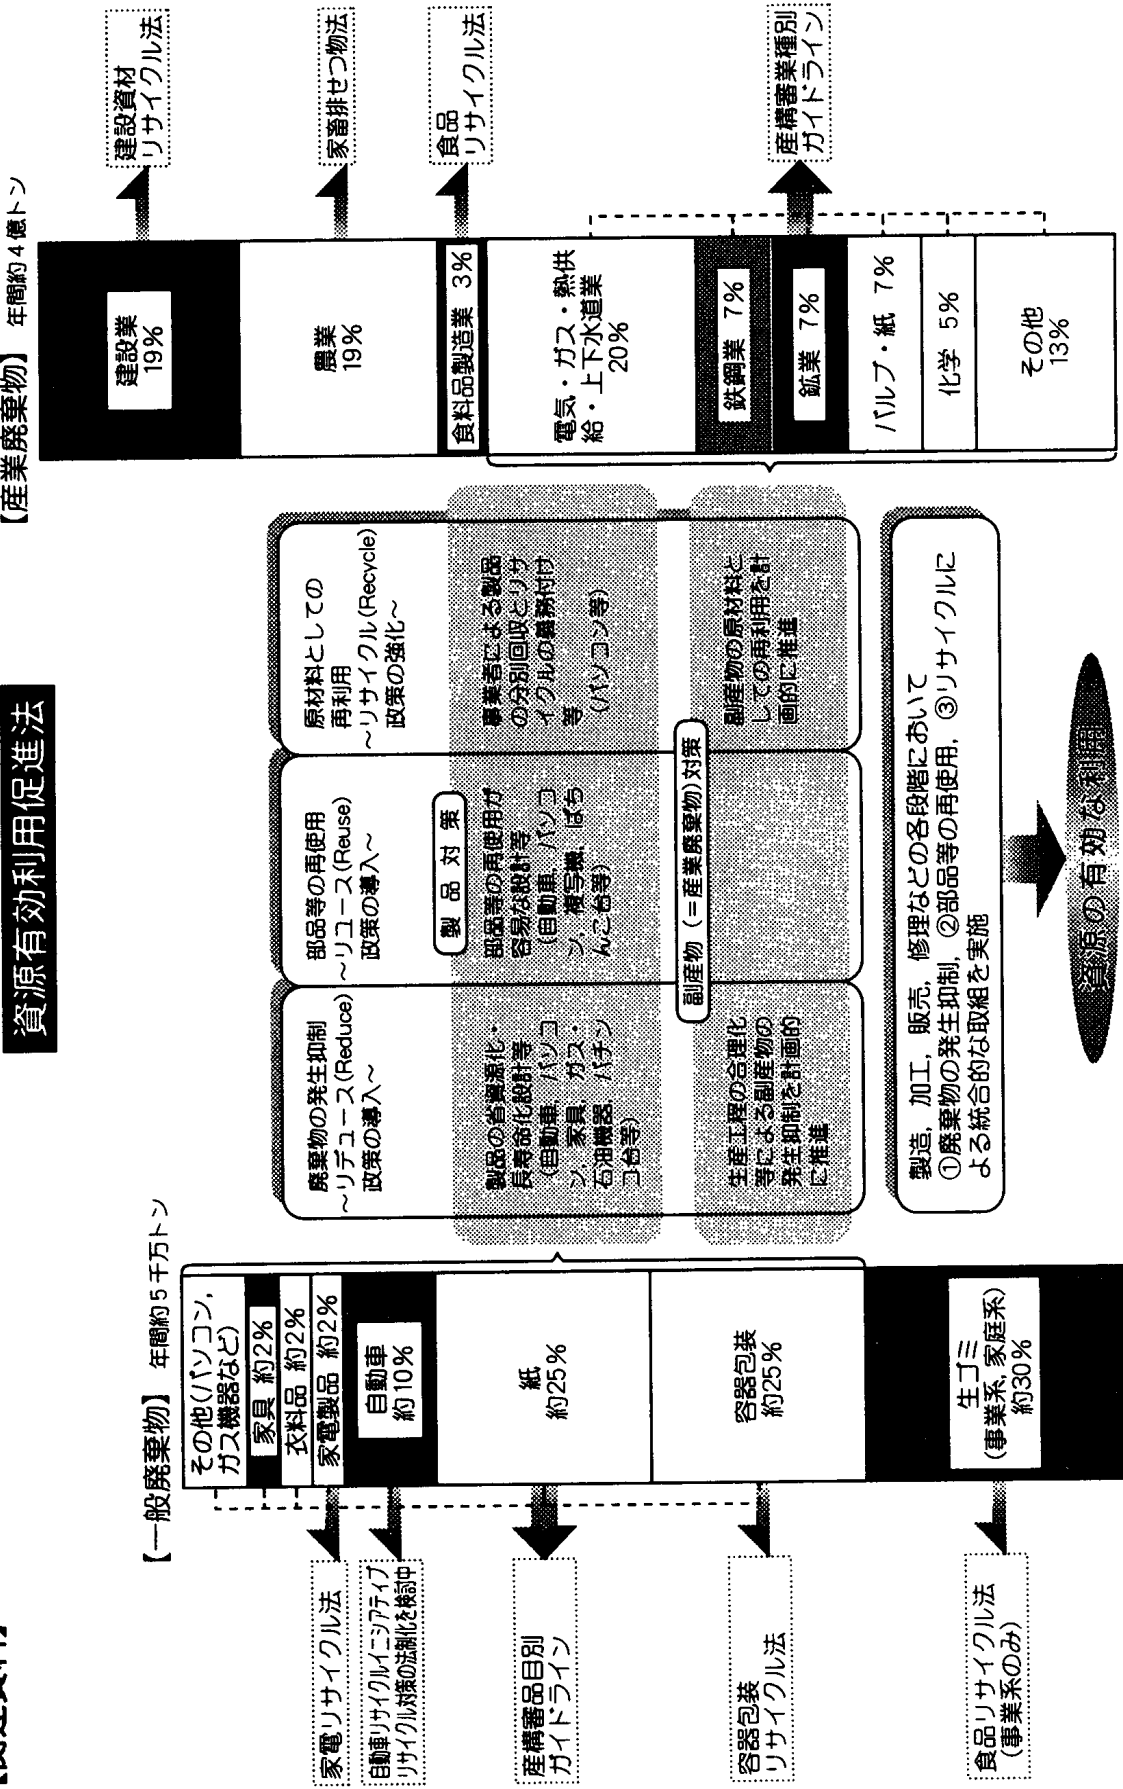 資源有効利用促進法
【一般廃棄物】 年間約5千万トン
その他(パソコン,
ガス機器など)
家具 約2%
衣料品 約2%
家電製品 約2%
自動車
約10%
紙
約25%
容器包装
約25%
生ゴミ
(事業系, 家庭系)
約30%
家電リサイクル法
自動車リサイクルイニシアティブ
リサイクル対策の法制化を検討中
産構審品目別
ガイドライン
容器包装
リサイクル法
食品リサイクル法
(事業系のみ)
廃棄物の発生抑制
～リデュース(Reduce)
政策の導入～
部品等の再使用
～リユース(Reuse)
政策の導入～
原材料としての
再利用
～リサイクル(Recycle)
政策の強化～
製品対策
製品の省資源化・
長寿命化設計等
(自動車, パソコ
ン, 家具, ガス・
石油機器, パチン
コ台等)
部品等の再使用が
容易な設計等
(自動車, パソコ
ン, 複写機, ぱち
んこ台等)
事業者による製品
の分別回収とリサ
イクルの義務付け
等
(パソコン等)
副産物(=産業廃棄物)対策
生産工程の合理化
等による副産物の
発生抑制を計画的
に推進
副産物の原材料と
しての再利用を計
画的に推進
製造, 加工, 販売, 修理などの各段階において
①廃棄物の発生抑制, ②部品等の再使用, ③リサイクルに
よる統合的な取組を実施
資源の有効な利用
【産業廃棄物】 年間約4億トン
建設業
19%
農業
19%
食料品製造業 3%
電気・ガス・熱供
給・上下水道業
20%
鉄鋼業 7%
鉱業 7%
パルプ・紙 7%
化学 5%
その他
13%
建設資材
リサイクル法
家畜排せつ物法
食品
リサイクル法
産構審業種別
ガイドライン